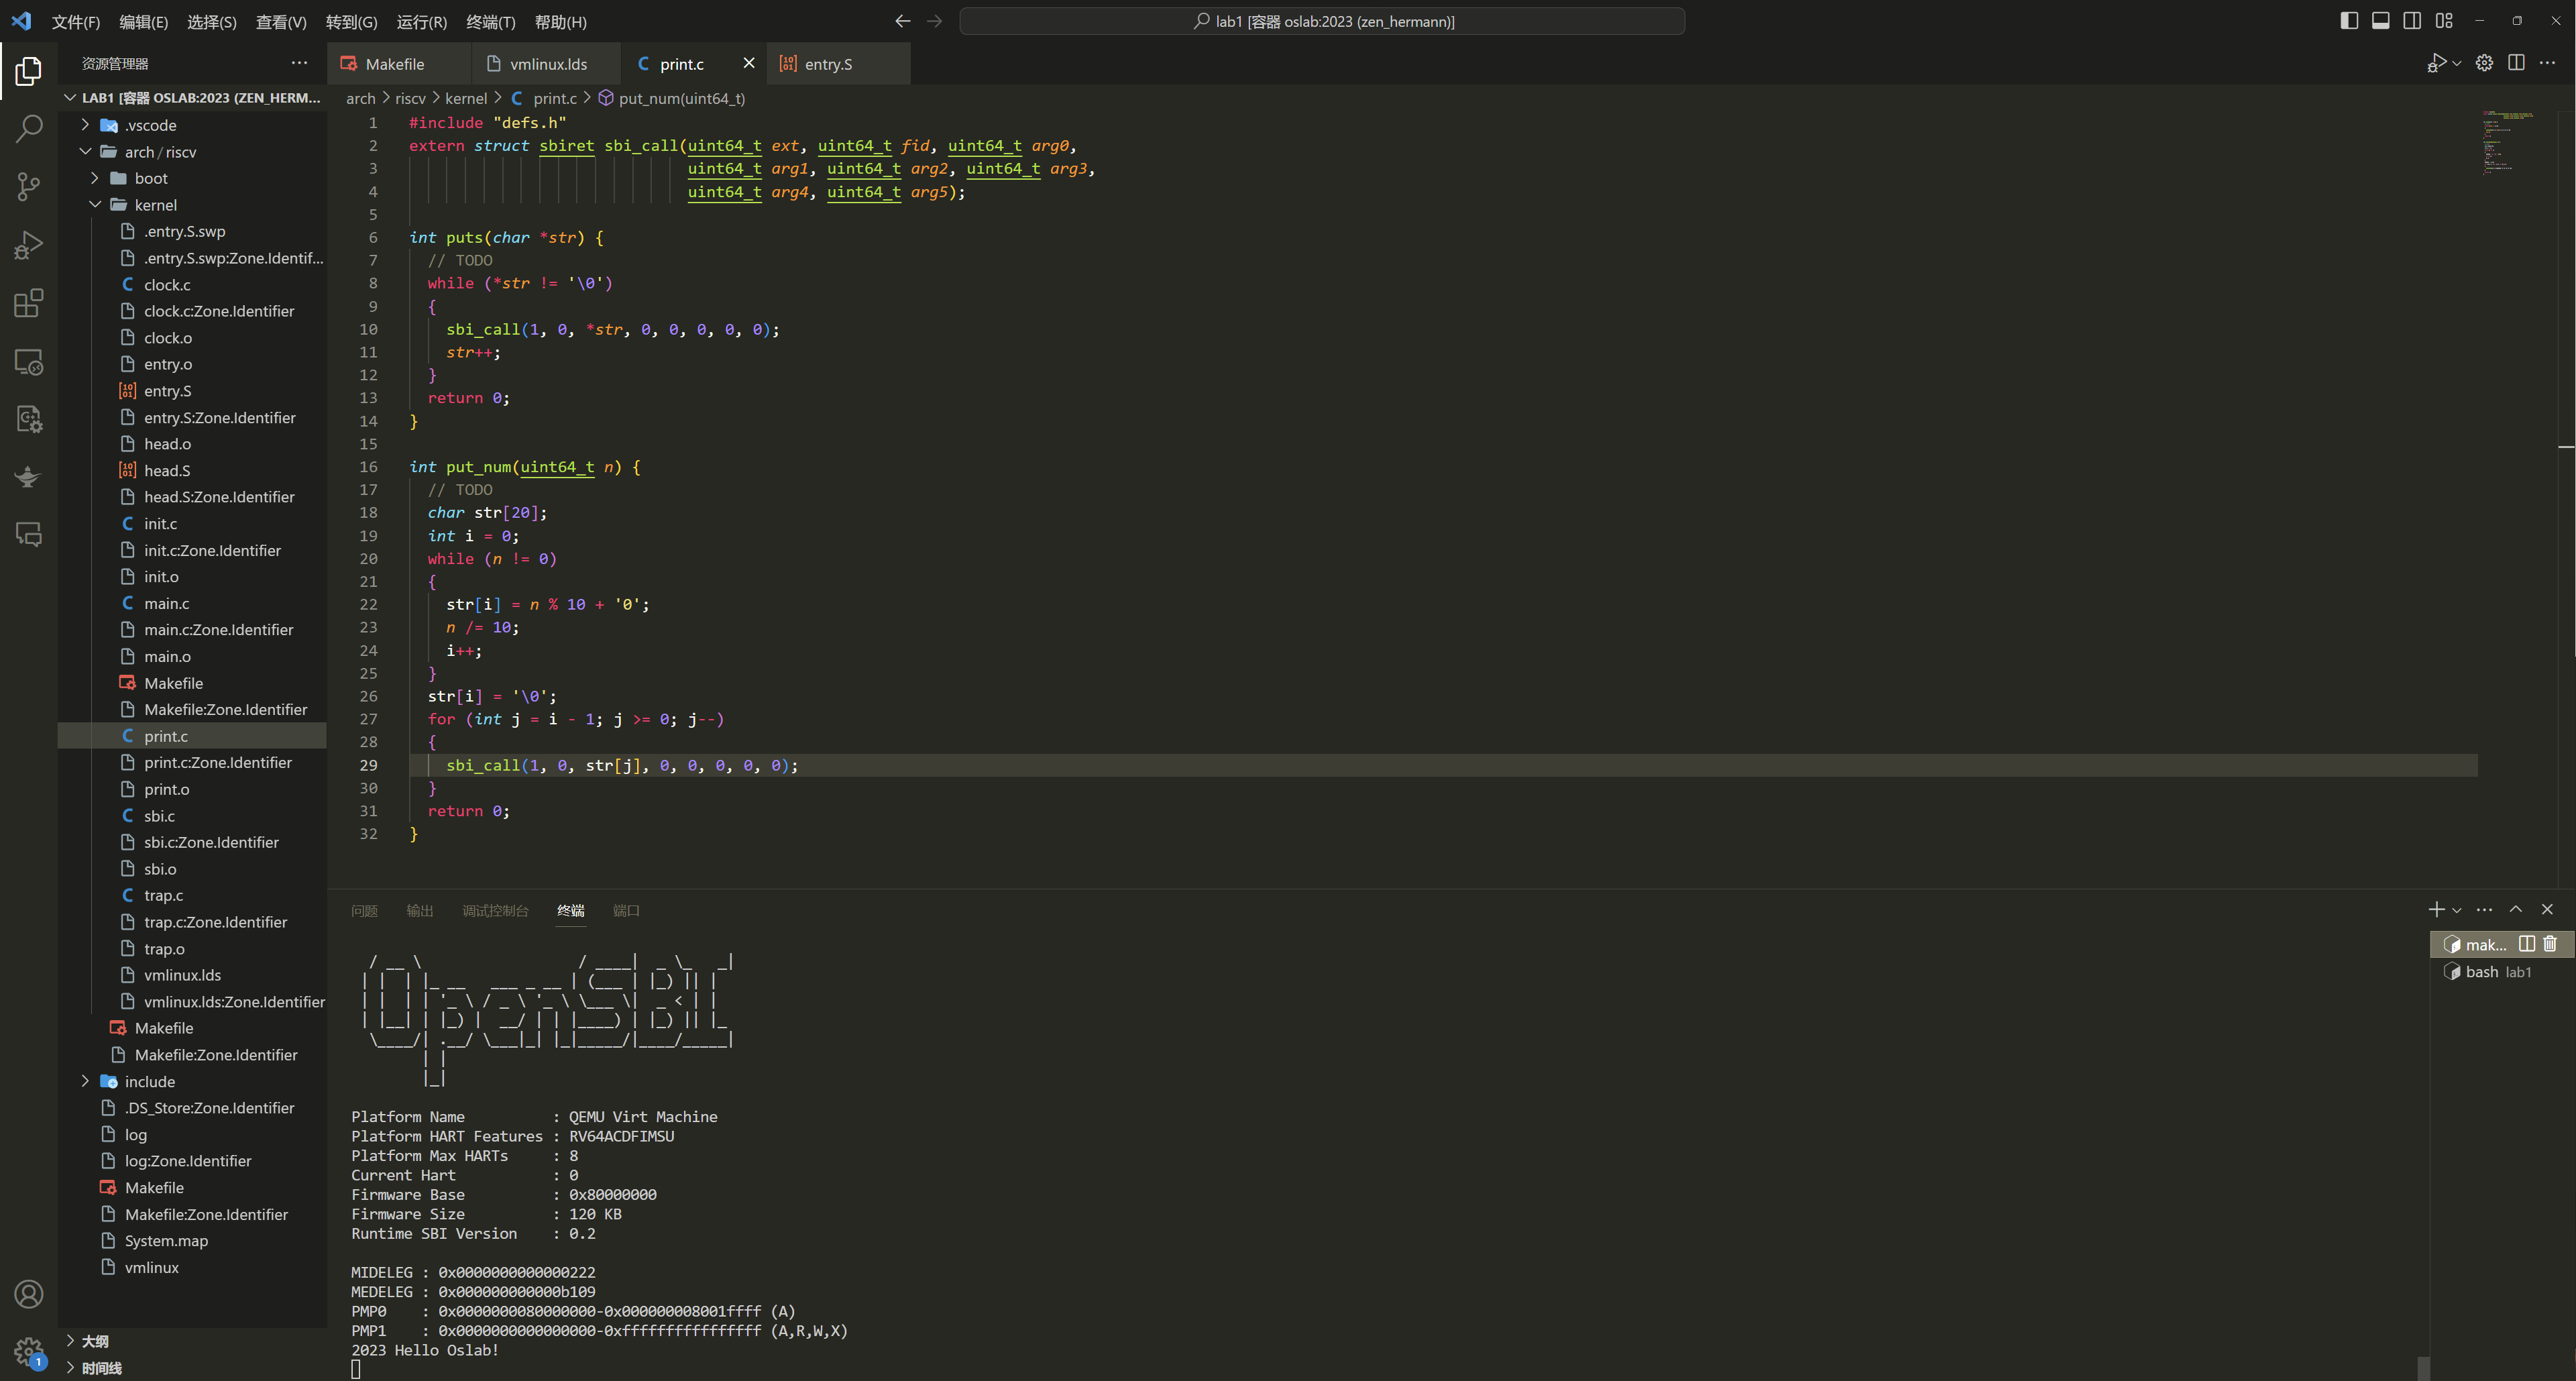 文件(F) 编辑(E) 选择(S) 查看(V) 转到(G) 运行(R) 终端(T) 帮助(H) lab1 [容器 oslab:2023 (zen_hermann)]
资源管理器
LAB1 [容器 OSLAB:2023 (ZEN_HERM...
.vscode
arch / riscv
boot
kernel
.entry.S.swp
.entry.S.swp:Zone.Identif...
clock.c
clock.c:Zone.Identifier
clock.o
entry.o
entry.S
entry.S:Zone.Identifier
head.o
head.S
head.S:Zone.Identifier
init.c
init.c:Zone.Identifier
init.o
main.c
main.c:Zone.Identifier
main.o
Makefile
Makefile:Zone.Identifier
print.c
print.c:Zone.Identifier
print.o
sbi.c
sbi.c:Zone.Identifier
sbi.o
trap.c
trap.c:Zone.Identifier
trap.o
vmlinux.lds
vmlinux.lds:Zone.Identifier
Makefile
Makefile:Zone.Identifier
include
.DS_Store:Zone.Identifier
log
log:Zone.Identifier
Makefile
Makefile:Zone.Identifier
System.map
vmlinux
大纲
时间线
1
Makefile vmlinux.lds print.c entry.S
arch > riscv > kernel > C print.c > put_num(uint64_t)
1 #include "defs.h"
2 extern struct sbiret sbi_call(uint64_t ext, uint64_t fid, uint64_t arg0,
3 uint64_t arg1, uint64_t arg2, uint64_t arg3,
4 uint64_t arg4, uint64_t arg5);
5
6 int puts(char *str) {
7 // TODO
8 while (*str != '\0')
9 {
10 sbi_call(1, 0, *str, 0, 0, 0, 0, 0);
11 str++;
12 }
13 return 0;
14 }
15
16 int put_num(uint64_t n) {
17 // TODO
18 char str[20];
19 int i = 0;
20 while (n != 0)
21 {
22 str[i] = n % 10 + '0';
23 n /= 10;
24 i++;
25 }
26 str[i] = '\0';
27 for (int j = i - 1; j >= 0; j--)
28 {
29 sbi_call(1, 0, str[j], 0, 0, 0, 0, 0);
30 }
31 return 0;
32 }
问题 输出 调试控制台 终端 端口
mak...
bash lab1
OpenSBI
Platform Name : QEMU Virt Machine
Platform HART Features : RV64ACDFIMSU
Platform Max HARTs : 8
Current Hart : 0
Firmware Base : 0x80000000
Firmware Size : 120 KB
Runtime SBI Version : 0.2
MIDELEG : 0x0000000000000222
MEDELEG : 0x000000000000b109
PMP0 : 0x0000000080000000-0x000000008001ffff (A)
PMP1 : 0x0000000000000000-0xffffffffffffffff (A,R,W,X)
2023 Hello Oslab!